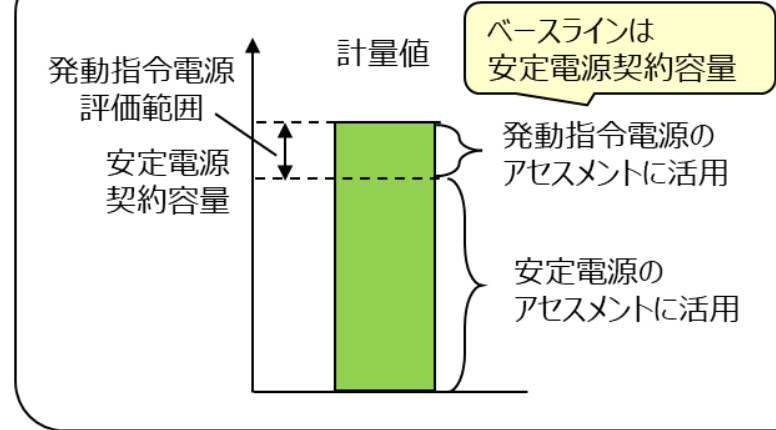 ベースラインは
安定電源契約容量
計量値
発動指令電源
評価範囲
安定電源
契約容量
発動指令電源の
アセスメントに活用
安定電源の
アセスメントに活用